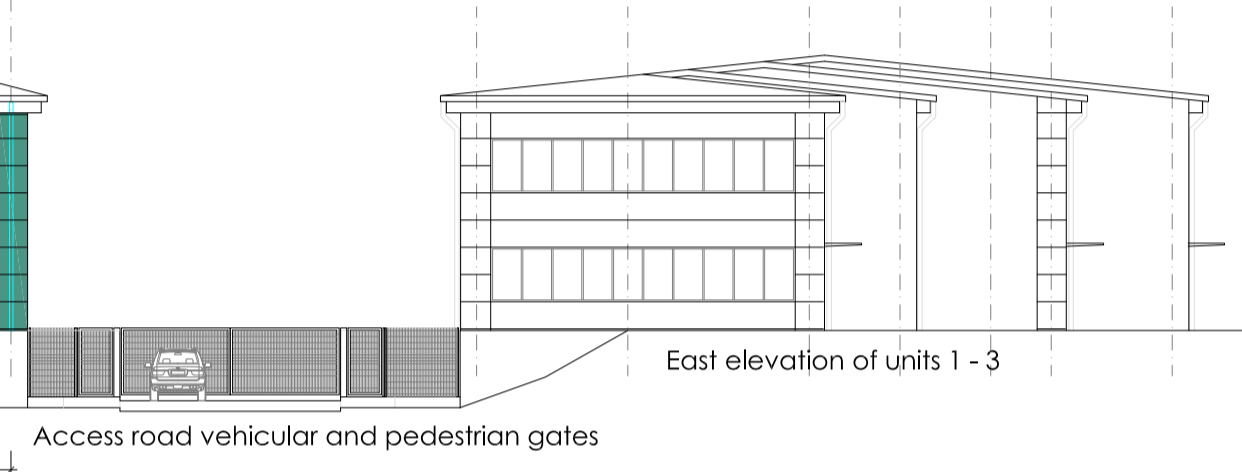 East elevation of units 1 - 3
Access road vehicular and pedestrian gates